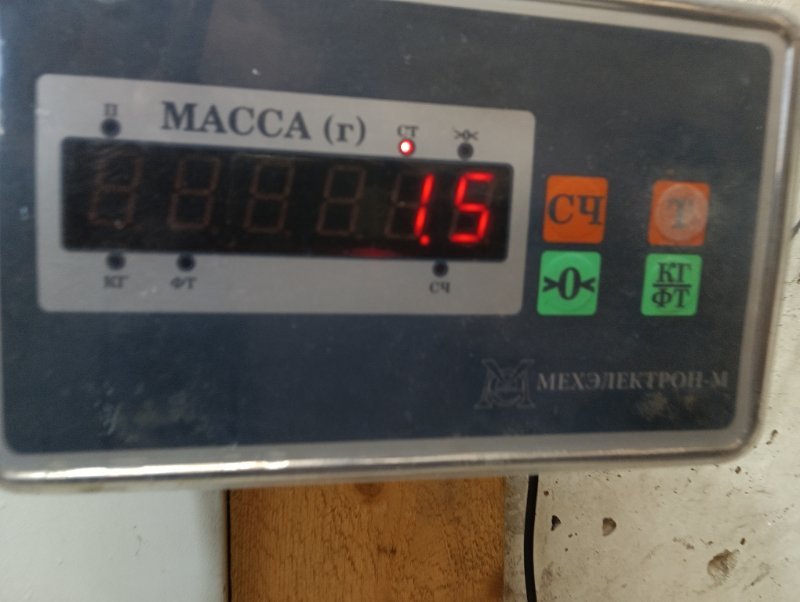 П
МАССА (г)
СТ
>0<
1.5
КГ
ФТ
СЧ
СЧ
Т
>0<
КГ
ФТ
МЕХЭЛЕКТРОН-М